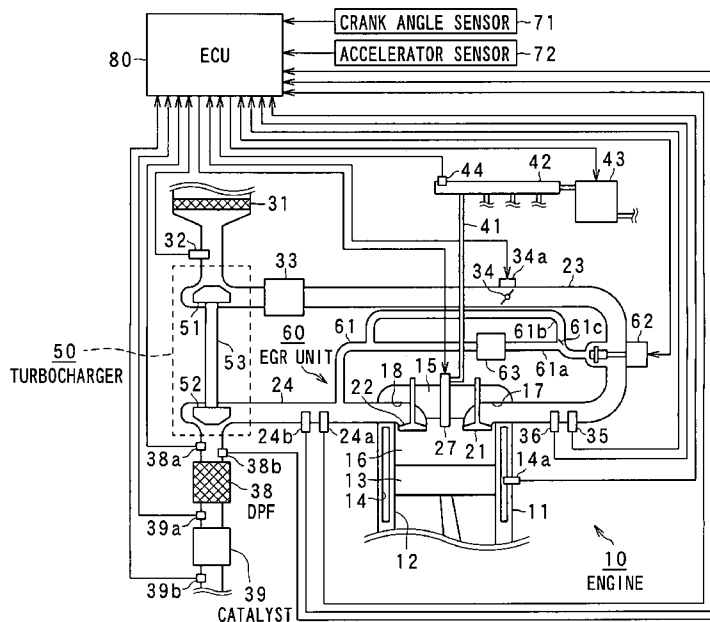 CRANK ANGLE SENSOR 71
80 ECU
ACCELERATOR SENSOR 72
44 42 43
31
41
32
33 34a 23
34
51 60 61 61b 61c 62
50 53 EGR UNIT
TURBOCHARGER
63 61a
52 24 22 18 15 17
24b 24a 27 21 36 35
38a 38b 16 14a
13
38 14
DPF
39a 11
12 10
39 ENGINE
39b CATALYST